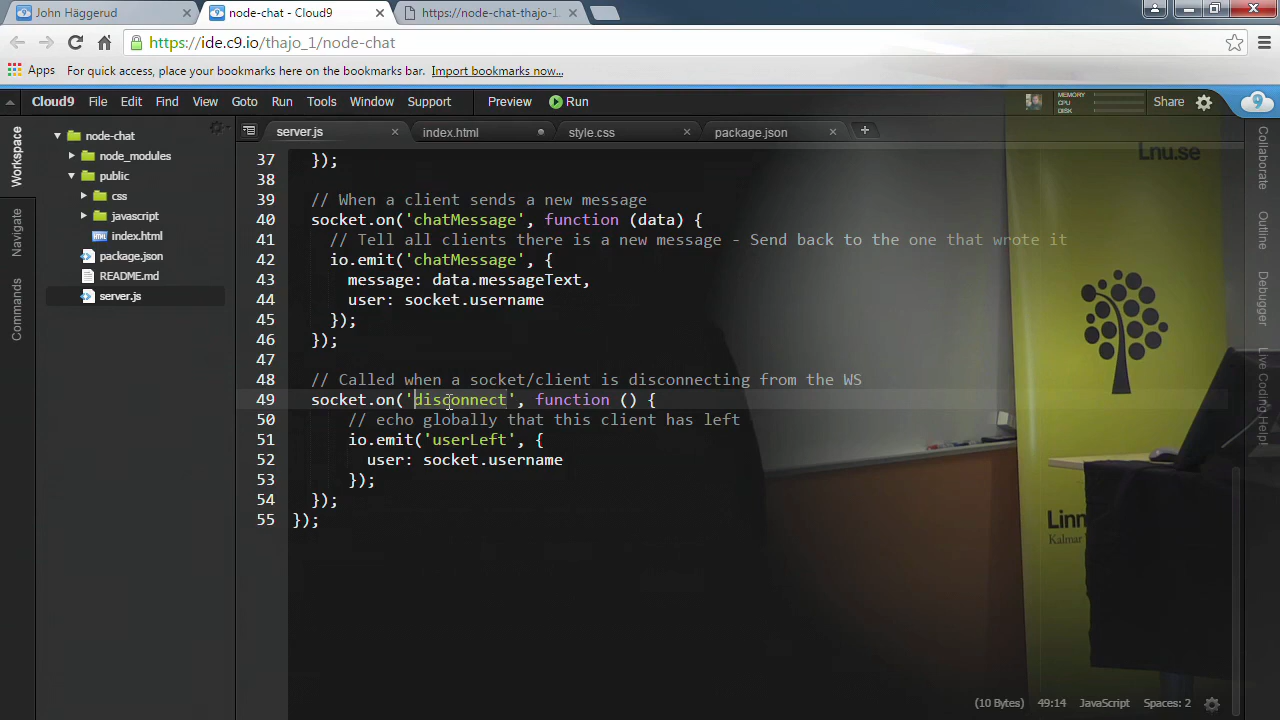 John Häggerud
node-chat - Cloud9
https://node-chat-thajo_1.
https://ide.c9.io/thajo_1/node-chat
Apps For quick access, place your bookmarks here on the bookmarks bar. Import bookmarks now...
Cloud9 File Edit Find View Goto Run Tools Window Support Preview Run
MEMORY
CPU
DISK
Share
server.js index.html style.css package.json
Workspace
Navigate
Commands
node-chat
node_modules
public
css
javascript
index.html
package.json
README.md
server.js
37 });
38
39 // When a client sends a new message
40 socket.on('chatMessage', function (data) {
41 // Tell all clients there is a new message - Send back to the one that wrote it
42 io.emit('chatMessage', {
43 message: data.messageText,
44 user: socket.username
45 });
46 });
47
48 // Called when a socket/client is disconnecting from the WS
49 socket.on('disconnect', function () {
50 // echo globally that this client has left
51 io.emit('userLeft', {
52 user: socket.username
53 });
54 });
55 });
Lnu.se
Linn
Kalmar
Collaborate
Outline
Debugger
Live Coding Help!
(10 Bytes) 49:14 JavaScript Spaces: 2